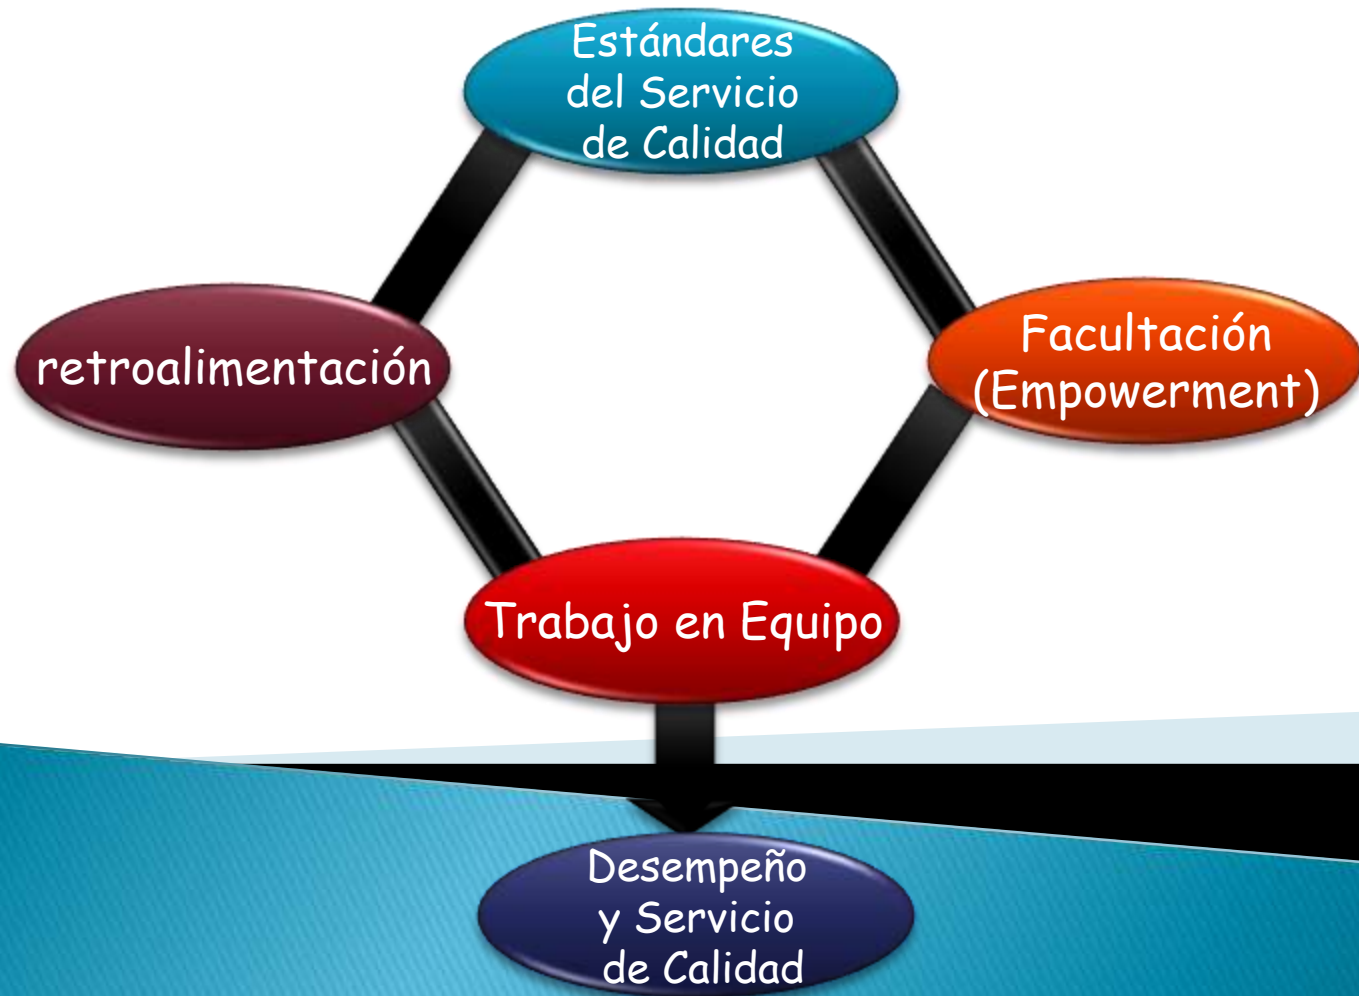 Estándares
del Servicio
de Calidad
retroalimentación
Facultación
(Empowerment)
Trabajo en Equipo
Desempeño
y Servicio
de Calidad